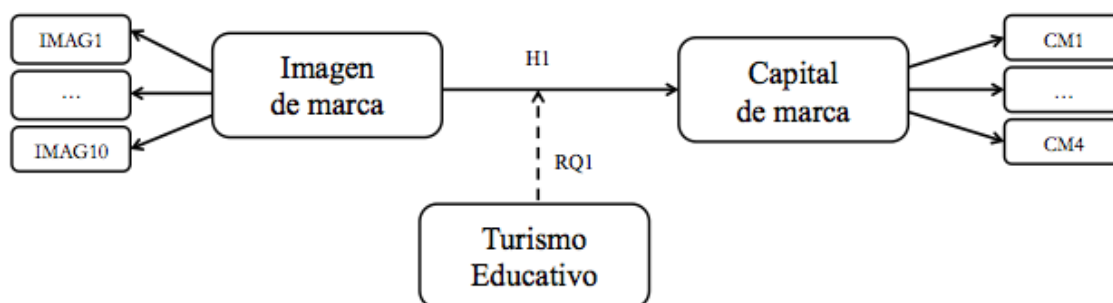 IMAG1
...
IMAG10
Imagen
de marca
H1
RQ1
Turismo
Educativo
Capital
de marca
CM1
...
CM4